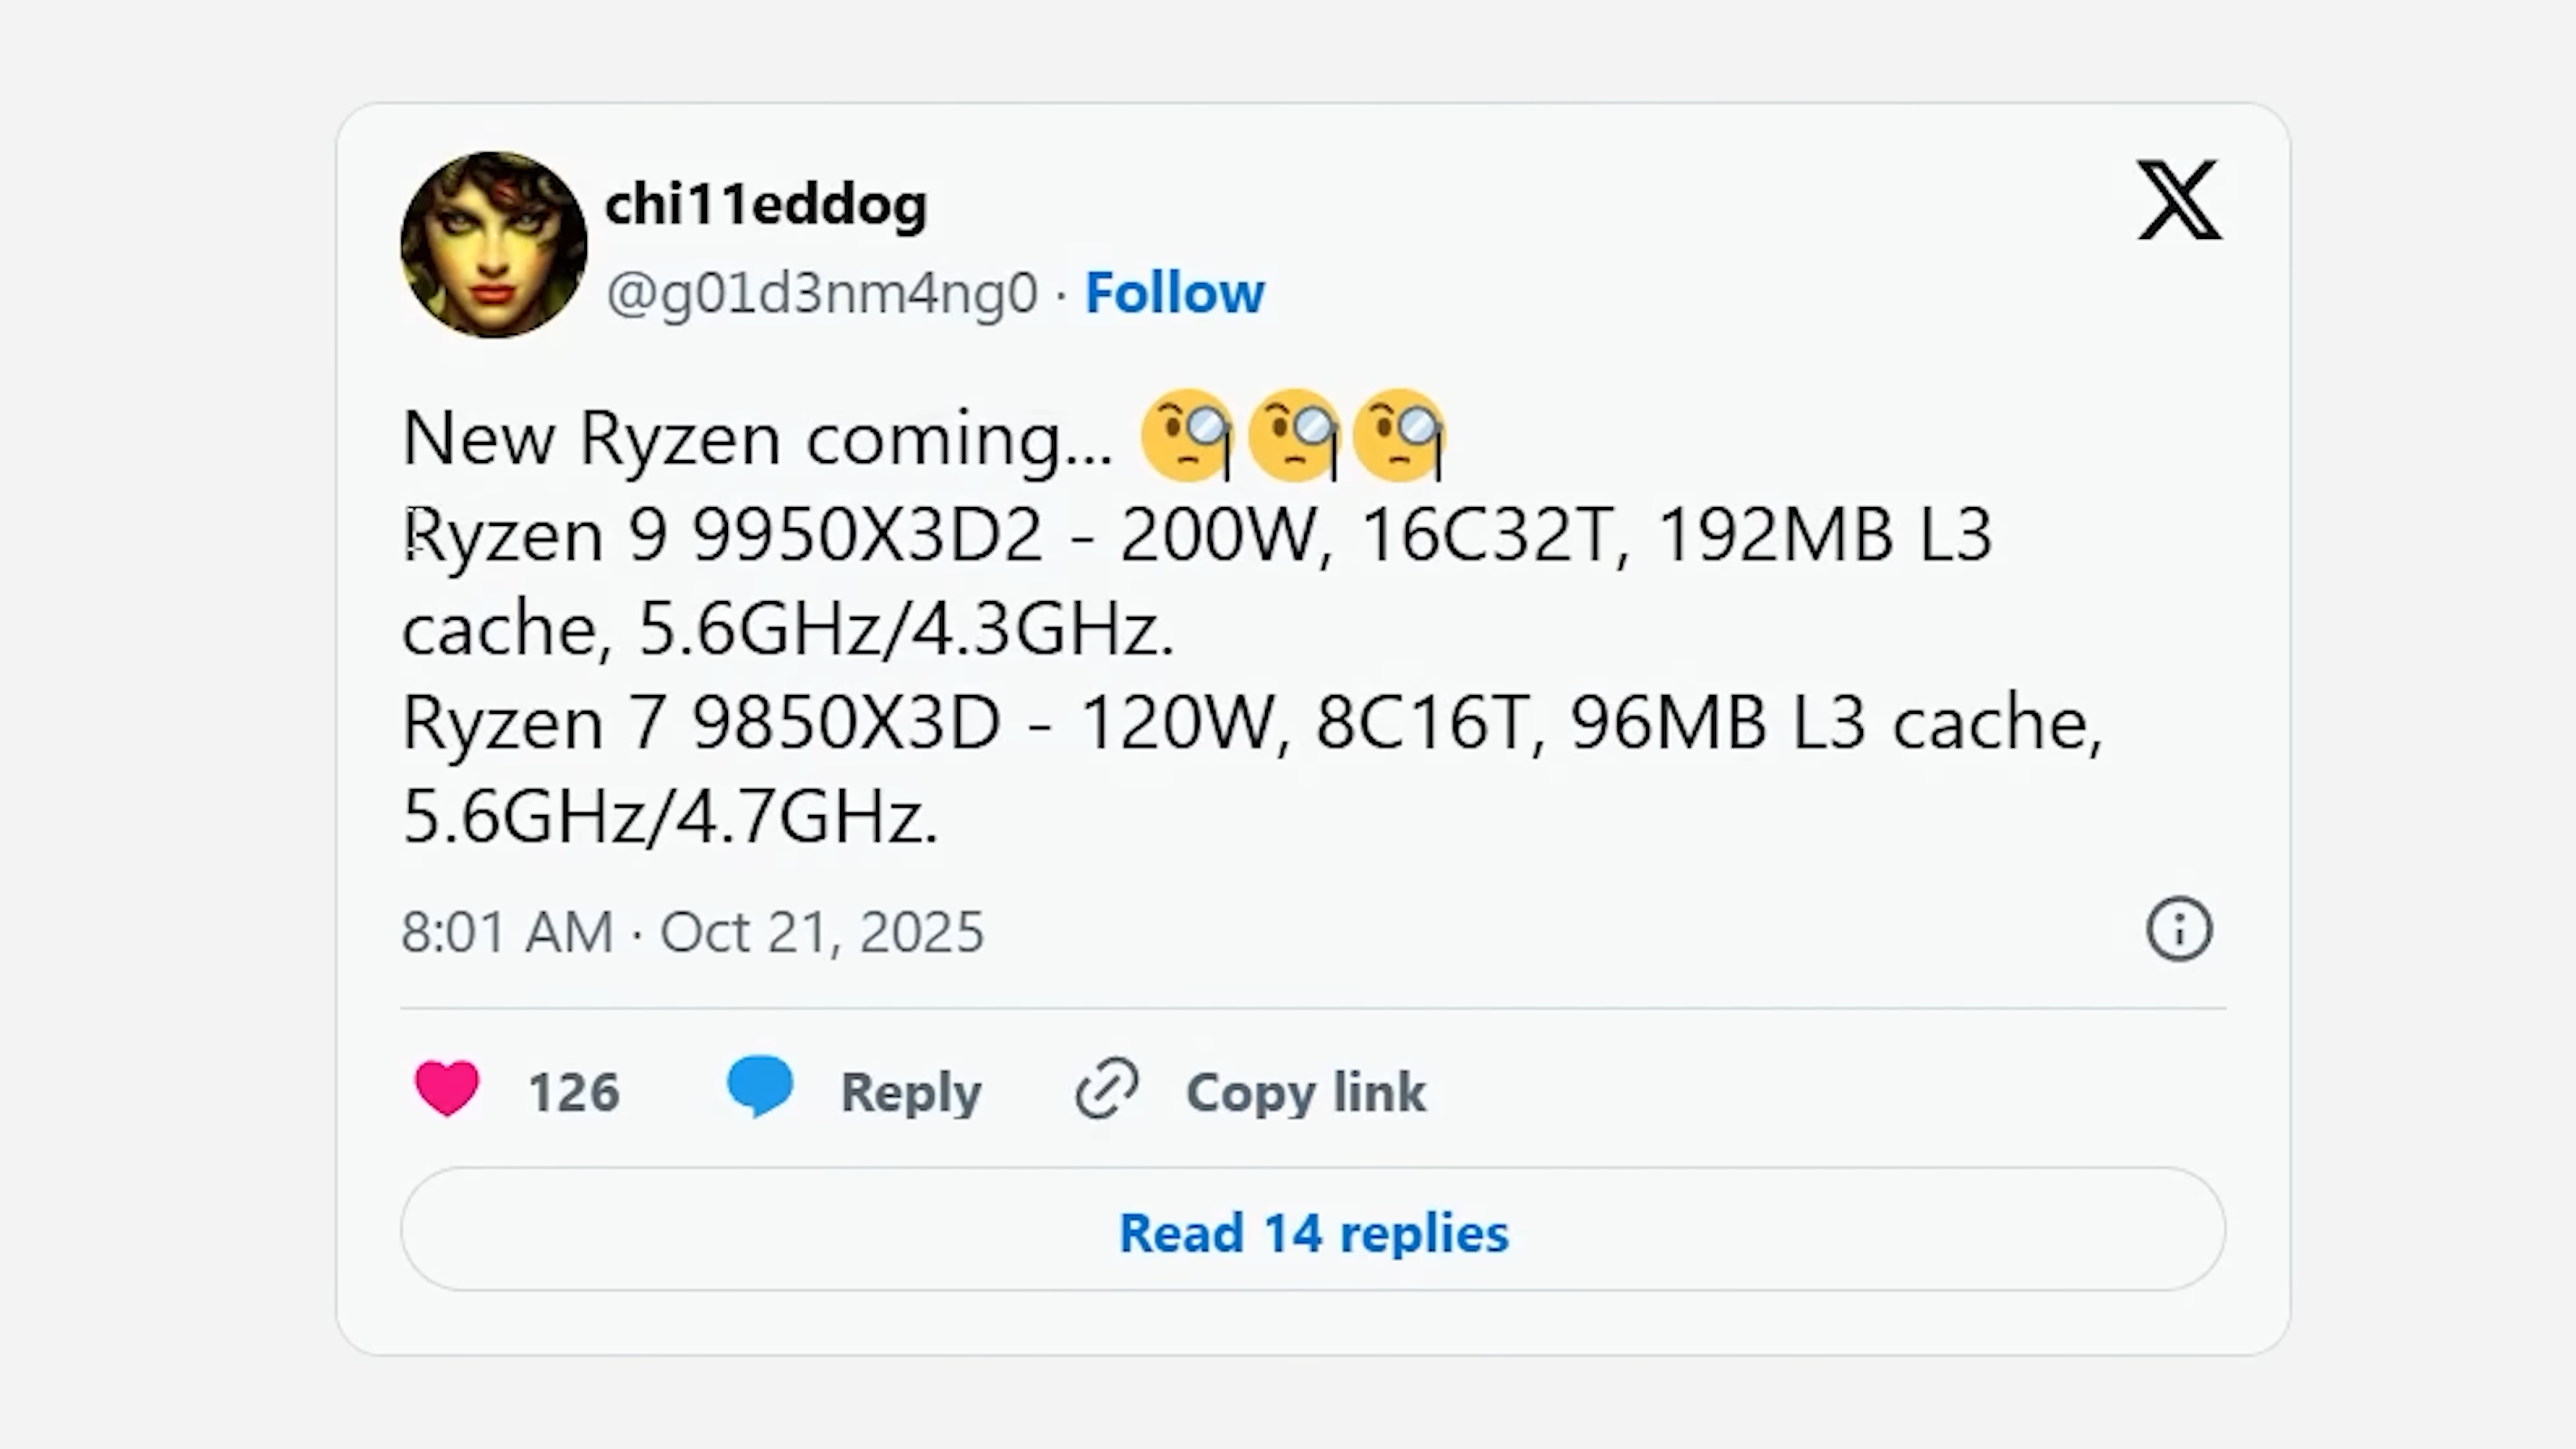 chi11eddog
@g01d3nm4ng0 · Follow
New Ryzen coming... 🧐🧐🧐
Ryzen 9 9950X3D2 - 200W, 16C32T, 192MB L3
cache, 5.6GHz/4.3GHz.
Ryzen 7 9850X3D - 120W, 8C16T, 96MB L3 cache,
5.6GHz/4.7GHz.
8:01 AM · Oct 21, 2025
126 Reply Copy link
Read 14 replies